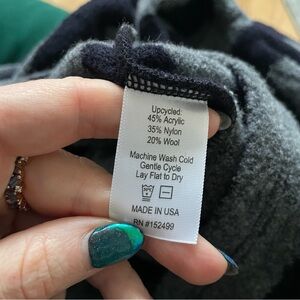 Upcycled:
45% Acrylic
35% Nylon
20% Wool
Machine Wash Cold
Gentle Cycle
Lay Flat to Dry
MADE IN USA
RN #152499